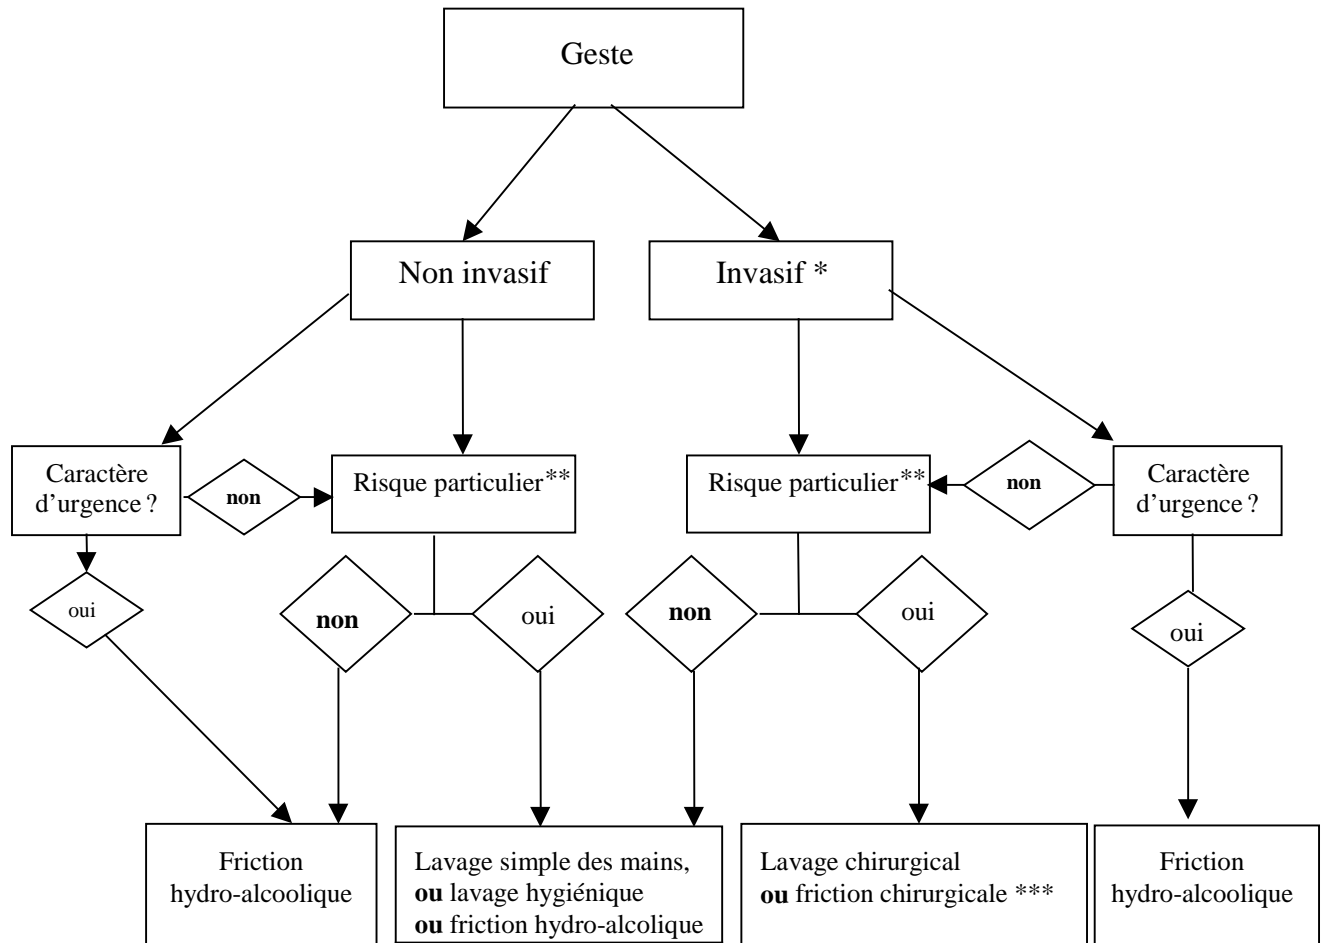 Geste
Non invasif
Invasif *
Caractère
d'urgence ?
non
Risque particulier**
Risque particulier**
non
Caractère
d'urgence ?
oui
non
oui
non
oui
oui
Friction
hydro-alcoolique
Lavage simple des mains,
ou lavage hygiénique
ou friction hydro-alcolique
Lavage chirurgical
ou friction chirurgicale ***
Friction
hydro-alcoolique